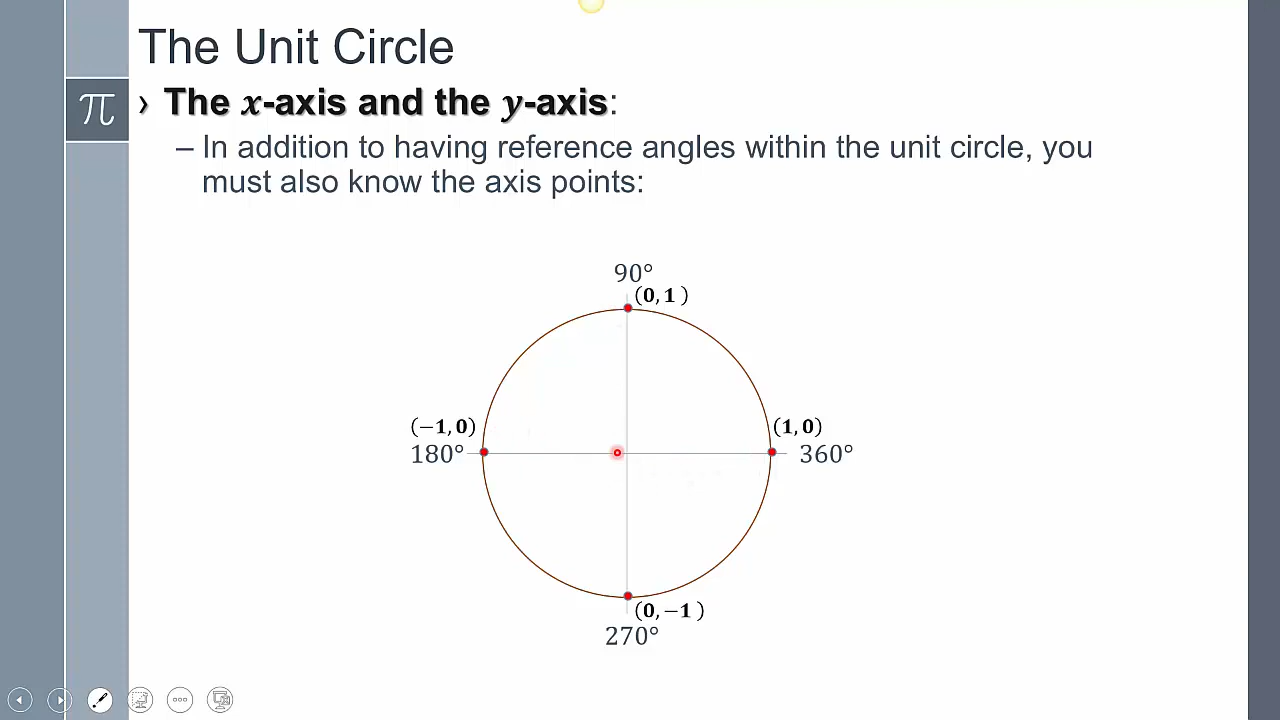 The Unit Circle
π
› The x-axis and the y-axis:
– In addition to having reference angles within the unit circle, you
must also know the axis points:
90°
(0, 1 )
(−1, 0)
(1, 0)
180°
360°
(0, −1 )
270°